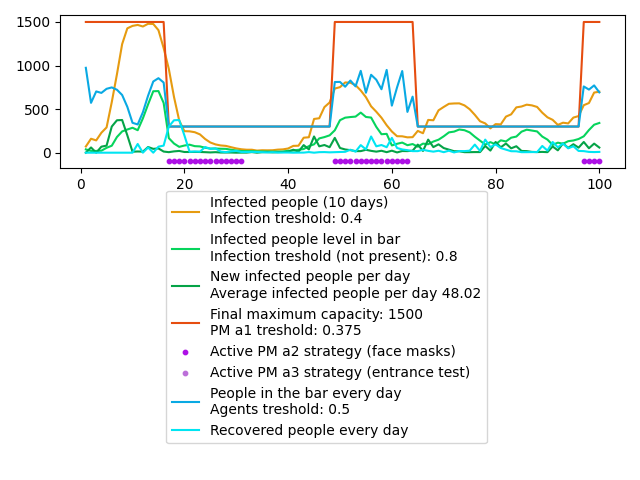 1500
1000
500
0
0 20 40 60 80 100
Infected people (10 days)
Infection treshold: 0.4
Infected people level in bar
Infection treshold (not present): 0.8
New infected people per day
Average infected people per day 48.02
Final maximum capacity: 1500
PM a1 treshold: 0.375
Active PM a2 strategy (face masks)
Active PM a3 strategy (entrance test)
People in the bar every day
Agents treshold: 0.5
Recovered people every day